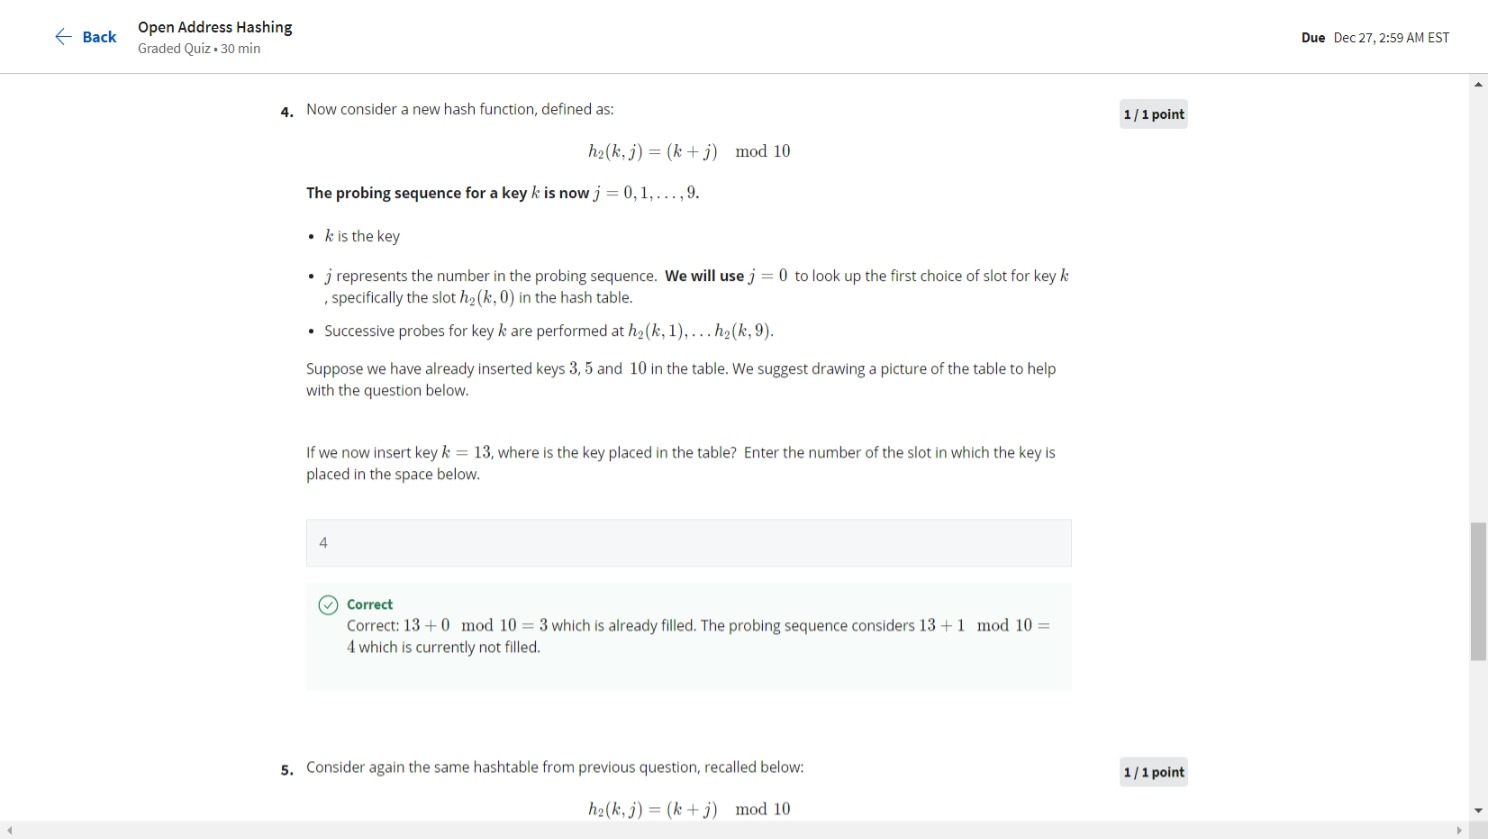 Back
Open Address Hashing
Graded Quiz • 30 min
Due Dec 27, 2:59 AM EST
4. Now consider a new hash function, defined as:
1 / 1 point
h₂(k, j) = (k + j) mod 10
The probing sequence for a key k is now j = 0, 1, . . . , 9.
• k is the key
• j represents the number in the probing sequence. We will use j = 0 to look up the first choice of slot for key k
, specifically the slot h₂(k, 0) in the hash table.
• Successive probes for key k are performed at h₂(k, 1), . . . h₂(k, 9).
Suppose we have already inserted keys 3, 5 and 10 in the table. We suggest drawing a picture of the table to help
with the question below.
If we now insert key k = 13, where is the key placed in the table? Enter the number of the slot in which the key is
placed in the space below.
4
Correct
Correct: 13 + 0 mod 10 = 3 which is already filled. The probing sequence considers 13 + 1 mod 10 =
4 which is currently not filled.
5. Consider again the same hashtable from previous question, recalled below:
1 / 1 point
h₂(k, j) = (k + j) mod 10